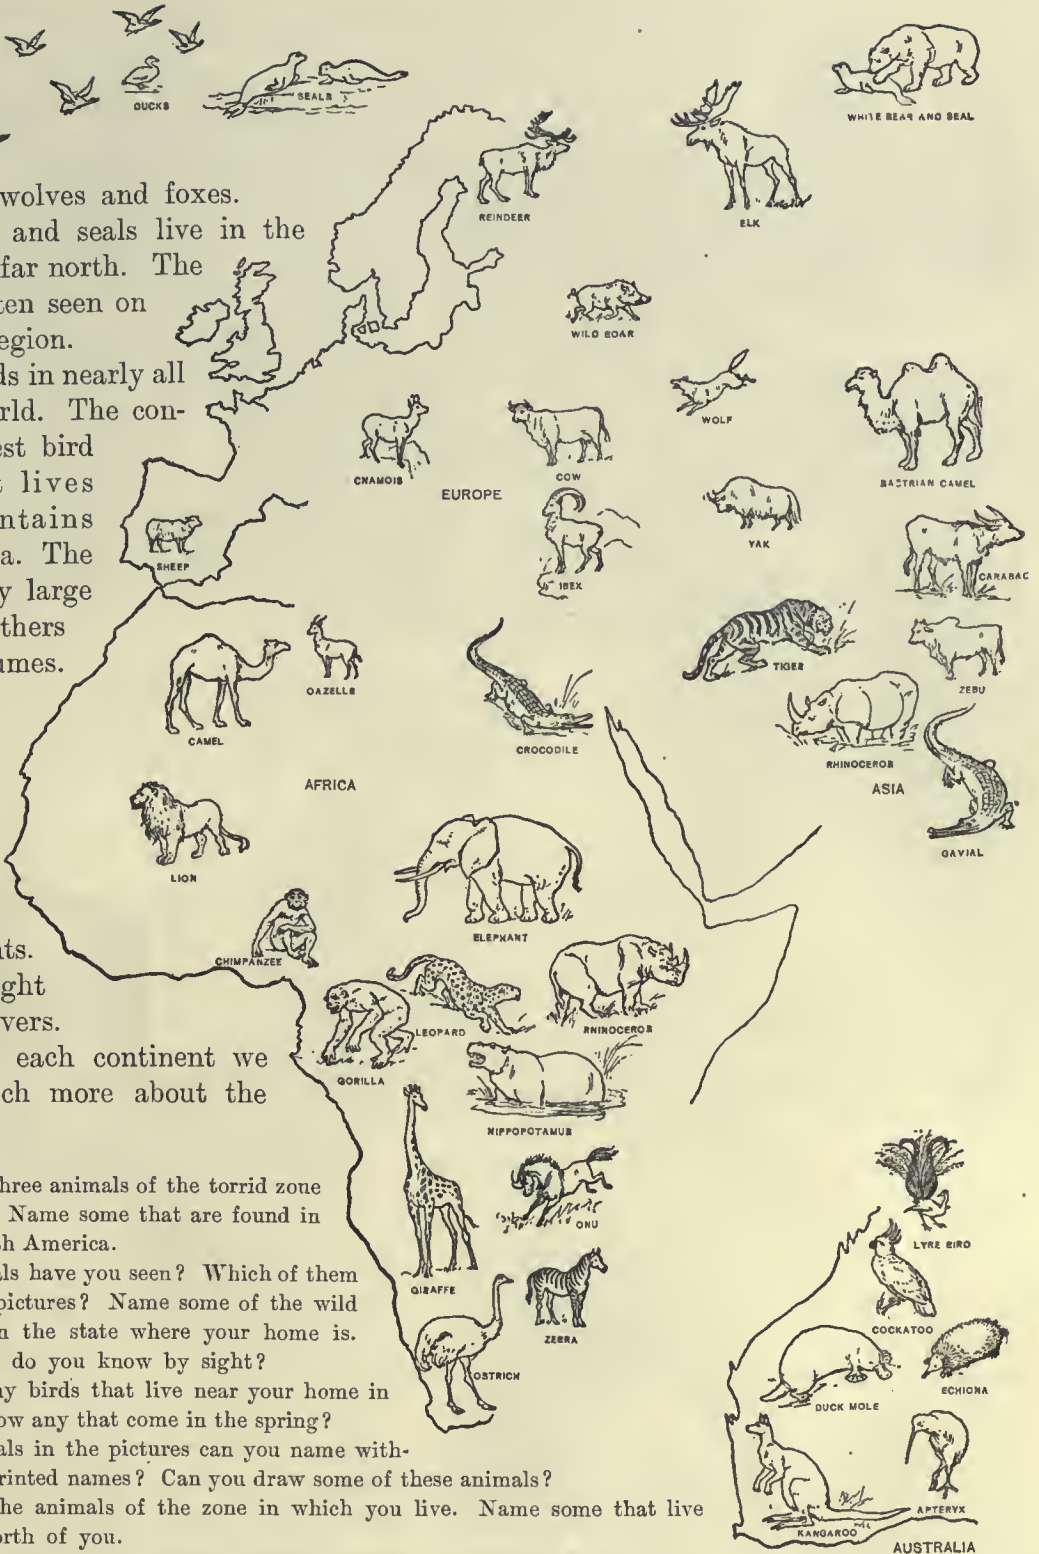 DUCKS
SEALS
WHITE BEAR AND SEAL
wolves and foxes.
and seals live in the
far north. The
ten seen on
egion.
ds in nearly all
rld. The con-
est bird
lives
ntains
a. The
y large
thers
umes.
REINDEER
ELK
WILD BOAR
WOLF
CHAMOIS
COW
BACTRIAN CAMEL
EUROPE
YAK
SHEEP
IBEX
CARABAO
TIGER
ZEBU
GAZELLE
CAMEL
CROCODILE
RHINOCEROS
AFRICA
ASIA
GAVIAL
LION
ELEPHANT
CHIMPANZEE
LEOPARD
RHINOCEROS
GORILLA
HIPPOPOTAMUS
nts.
ight
vers.
each continent we
ch more about the
GNU
GIRAFFE
ZEBRA
OSTRICH
three animals of the torrid zone
Name some that are found in
h America.
als have you seen? Which of them
pictures? Name some of the wild
n the state where your home is.
do you know by sight?
ny birds that live near your home in
ow any that come in the spring?
als in the pictures can you name with-
rinted names? Can you draw some of these animals?
he animals of the zone in which you live. Name some that live
orth of you.
LYRE BIRD
COCKATOO
ECHIDNA
DUCK MOLE
APTERYX
KANGAROO
AUSTRALIA